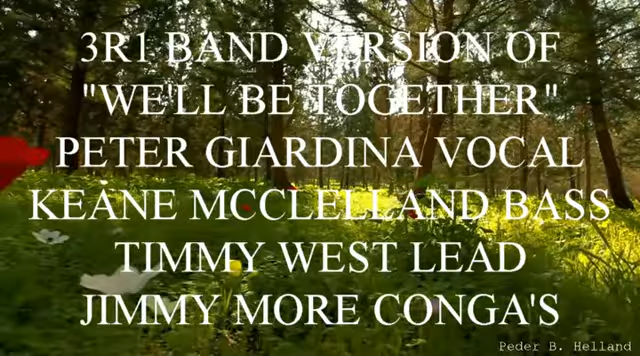 3R1 BAND VERSION OF
"WE'LL BE TOGETHER"
PETER GIARDINA VOCAL
KEANE MCCLELLAND BASS
TIMMY WEST LEAD
JIMMY MORE CONGA'S
Peder B. Helland